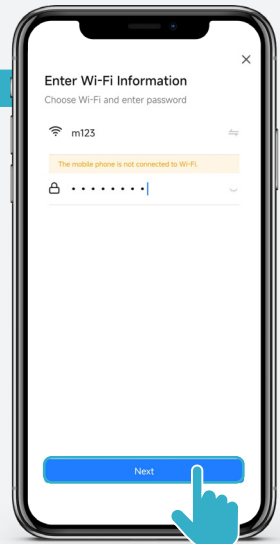 Enter Wi-Fi Information
Choose Wi-Fi and enter password
m123
The mobile phone is not connected to Wi-Fi.
Next